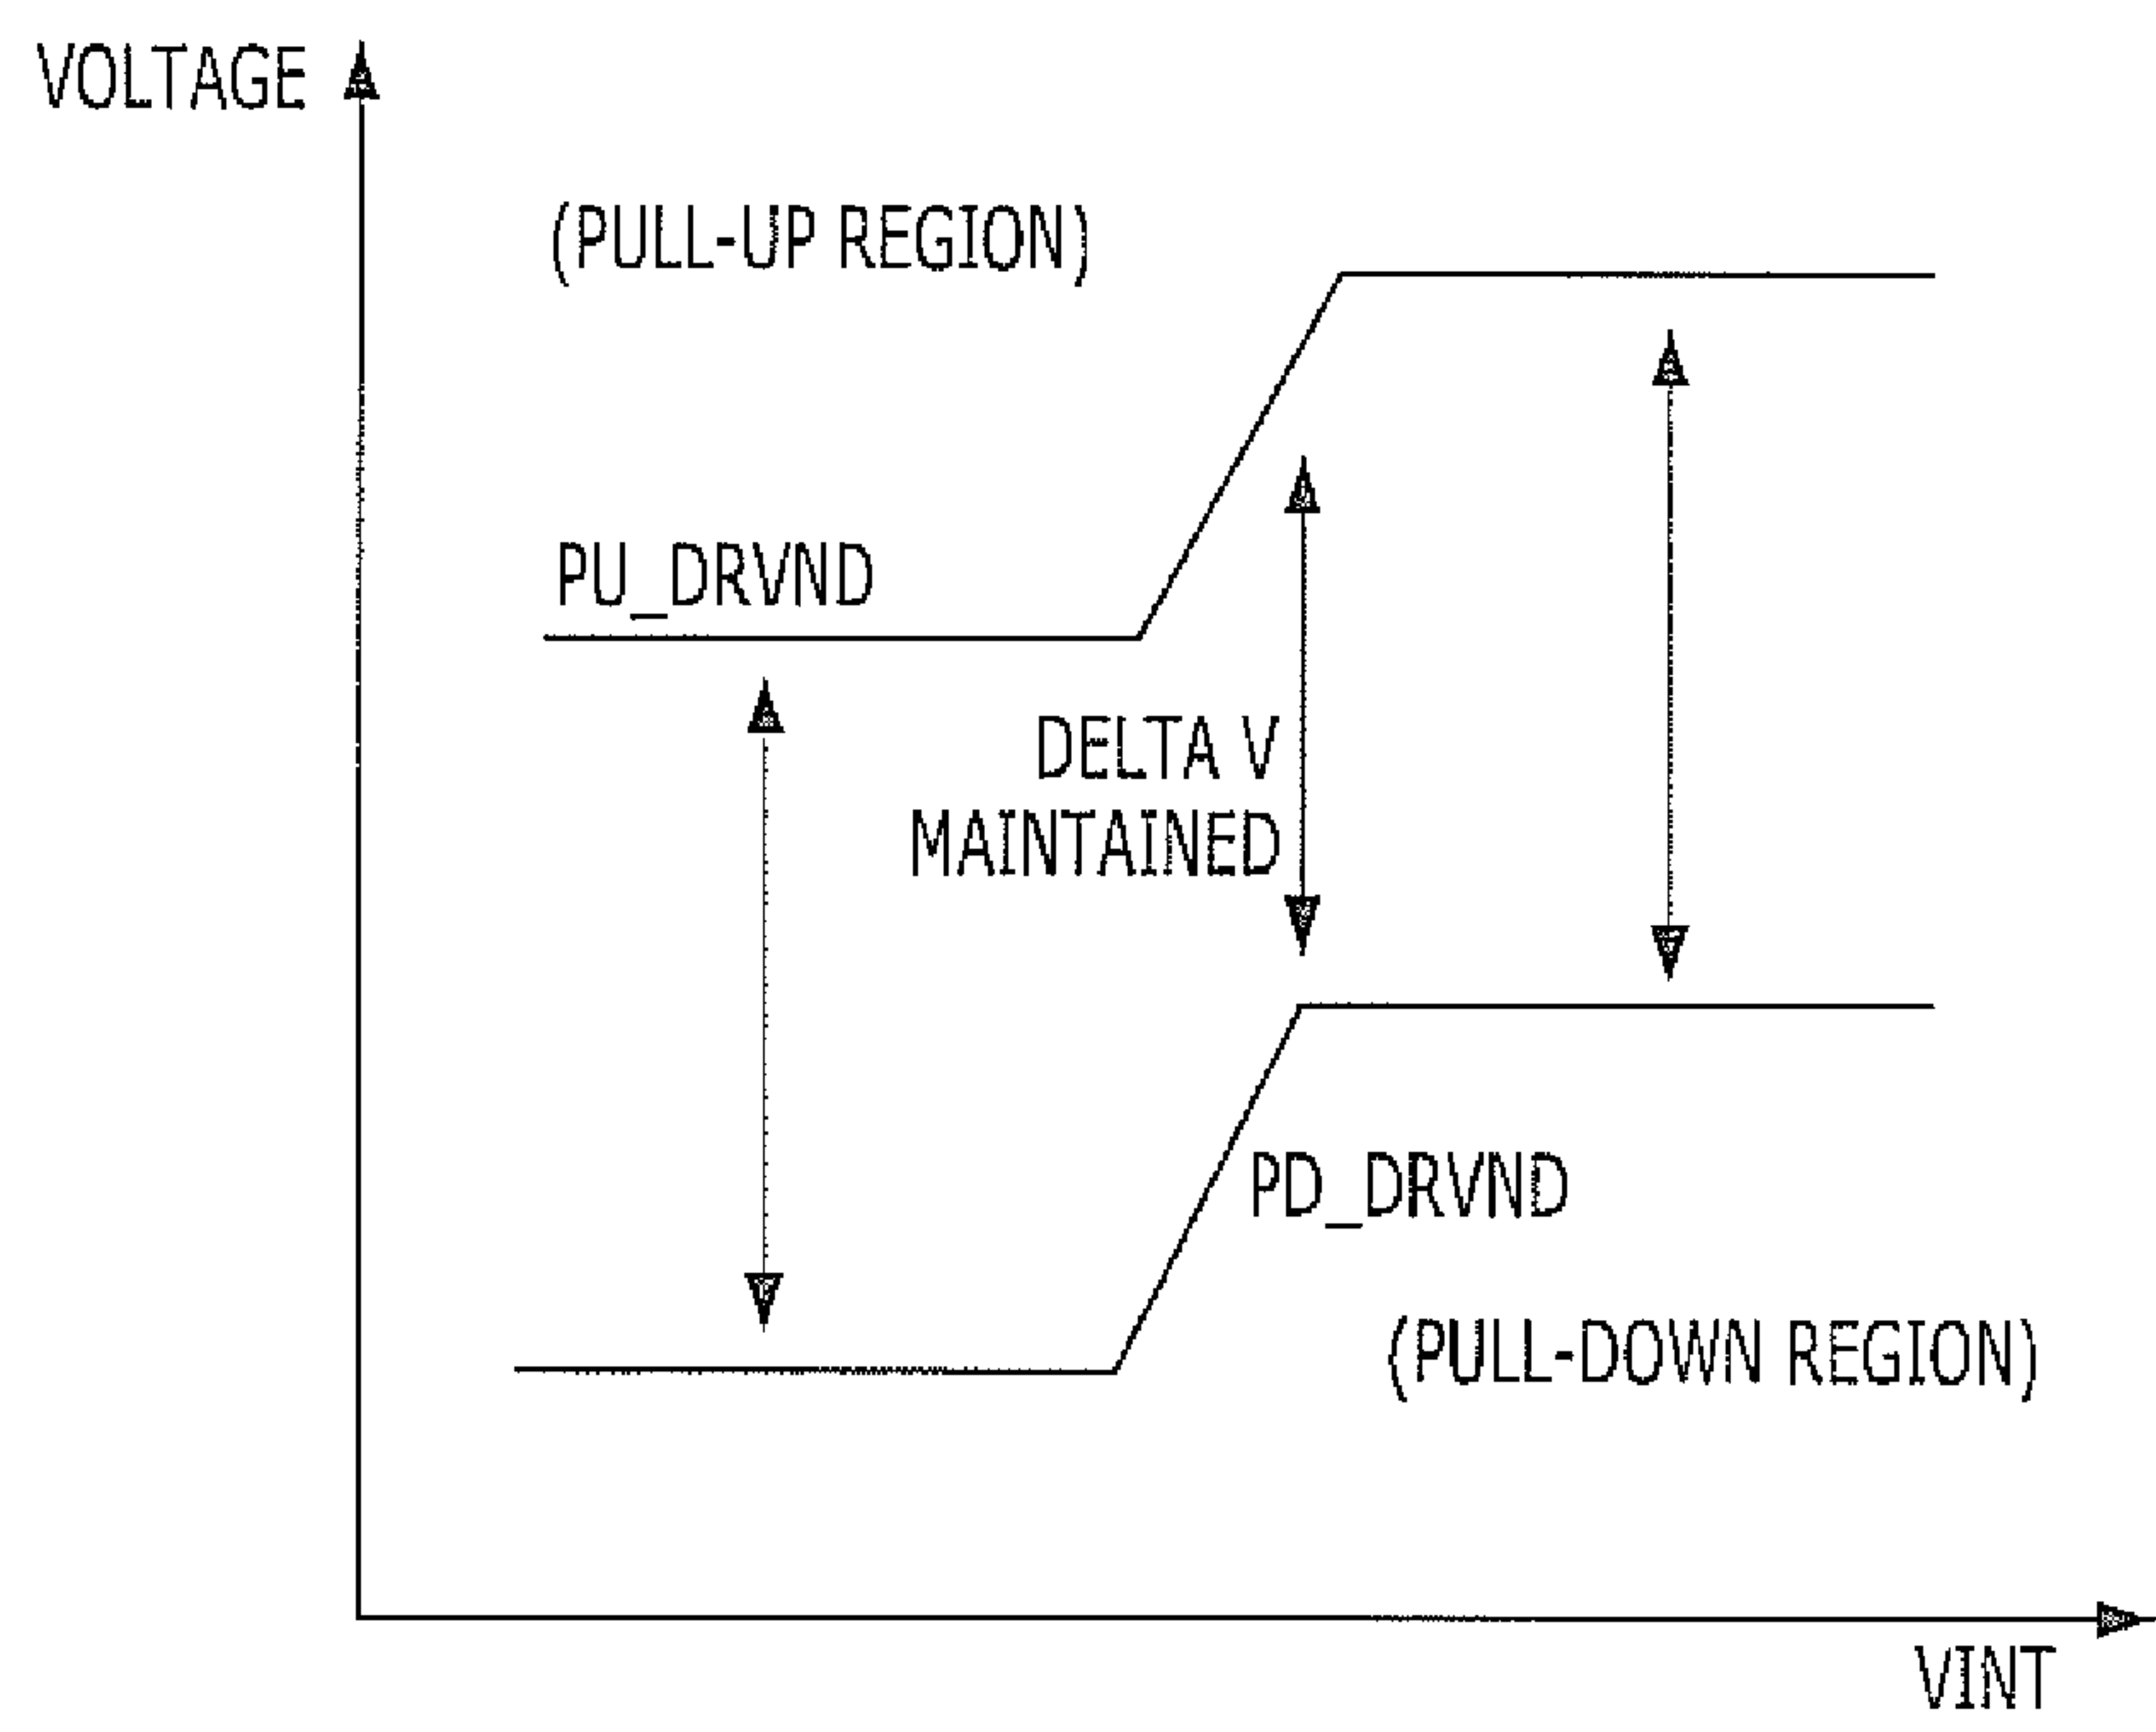 VOLTAGE
(PULL-UP REGION)
PU_DRVND
DELTA V
MAINTAINED
PD_DRVND
(PULL-DOWN REGION)
VINT